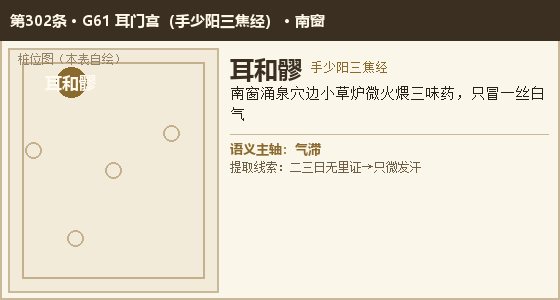 第302条・G61 耳门宫（手少阳三焦经）・南窗
桩位图（本表自绘）
耳和髎
耳和髎 手少阳三焦经
南窗涌泉穴边小草炉微火煨三味药，只冒一丝白
气
语义主轴：气滞
提取线索：二三日无里证→只微发汗